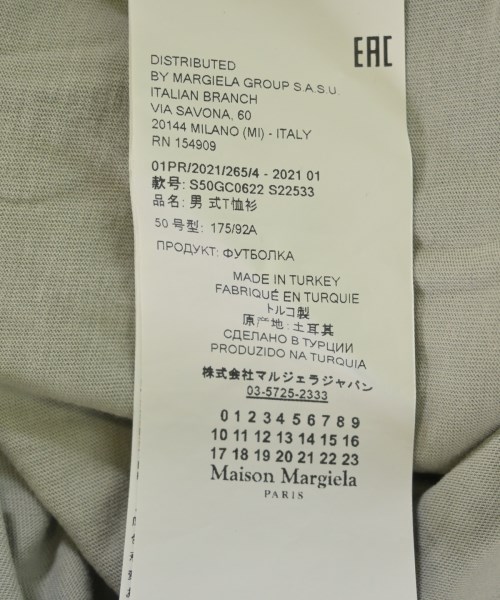 EAC
DISTRIBUTED
BY MARGIELA GROUP S.A.S.U.
ITALIAN BRANCH
VIA SAVONA, 60
20144 MILANO (MI) - ITALY
RN 154909
01PR/2021/265/4 - 2021 01
款号: S50GC0622 S22533
品名: 男 式T恤衫
50 号型: 175/92A
ПРОДУКТ: ФУТБОЛКА
MADE IN TURKEY
FABRIQUÉ EN TURQUIE
トルコ製
原产地: 土耳其
СДЕЛАНО В ТУРЦИИ
PRODUZIDO NA TURQUIA
株式会社マルジェラジャパン
03-5725-2333
0 1 2 3 4 5 6 7 8 9
10 11 12 13 14 15 16
17 18 19 20 21 22 23
Maison Margiela
PARIS